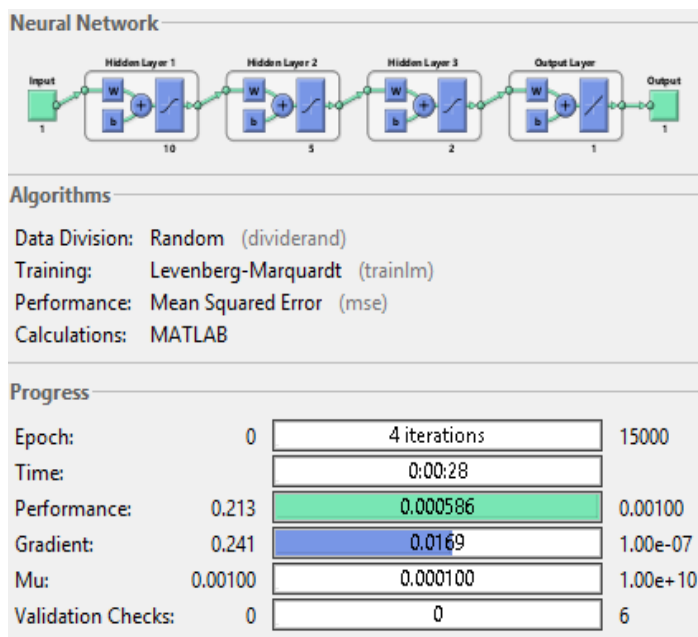 Neural Network
Hidden Layer 1 Hidden Layer 2 Hidden Layer 3 Output Layer
Input Output
W W W W
b b b b
+ + + +
1 10 5 2 1 1
Algorithms
Data Division: Random (dividerand)
Training: Levenberg-Marquardt (trainlm)
Performance: Mean Squared Error (mse)
Calculations: MATLAB
Progress
Epoch: 0 4 iterations 15000
Time: 0:00:28
Performance: 0.213 0.000586 0.00100
Gradient: 0.241 0.0169 1.00e-07
Mu: 0.00100 0.000100 1.00e+10
Validation Checks: 0 0 6